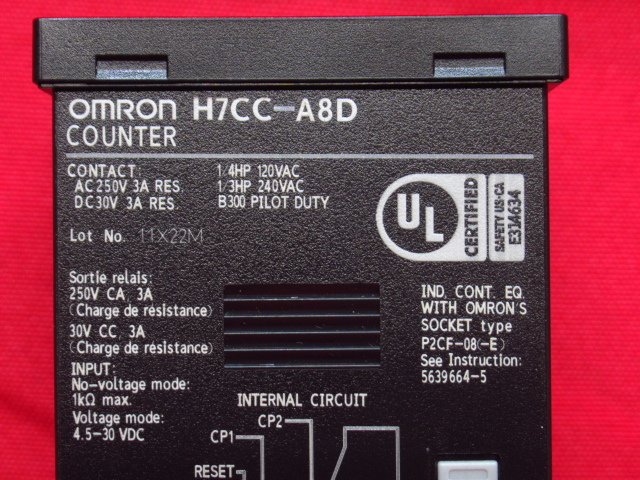 OMRON H7CC-A8D
COUNTER
CONTACT: 1/4HP 120VAC
AC250V 3A RES. 1/3HP 240VAC
DC30V 3A RES. B300 PILOT DUTY
Lot No. 11X22M
UL CERTIFIED
SAFETY US-CA
E314634
Sortie relais:
250V CA, 3A
(Charge de résistance)
30V CC, 3A
(Charge de résistance)
INPUT:
No-voltage mode:
1kΩ max.
Voltage mode:
4.5-30 VDC
IND. CONT. EQ.
WITH OMRON'S
SOCKET type
P2CF-08(-E)
See Instruction:
5639664-5
INTERNAL CIRCUIT
CP2
CP1
RESET